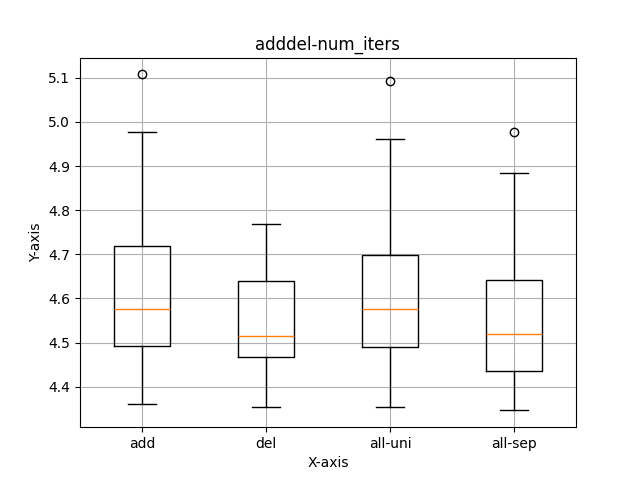 adddel-num_iters
5.1
5.0
4.9
4.8
4.7
4.6
4.5
4.4
Y-axis
add
del
all-uni
all-sep
X-axis